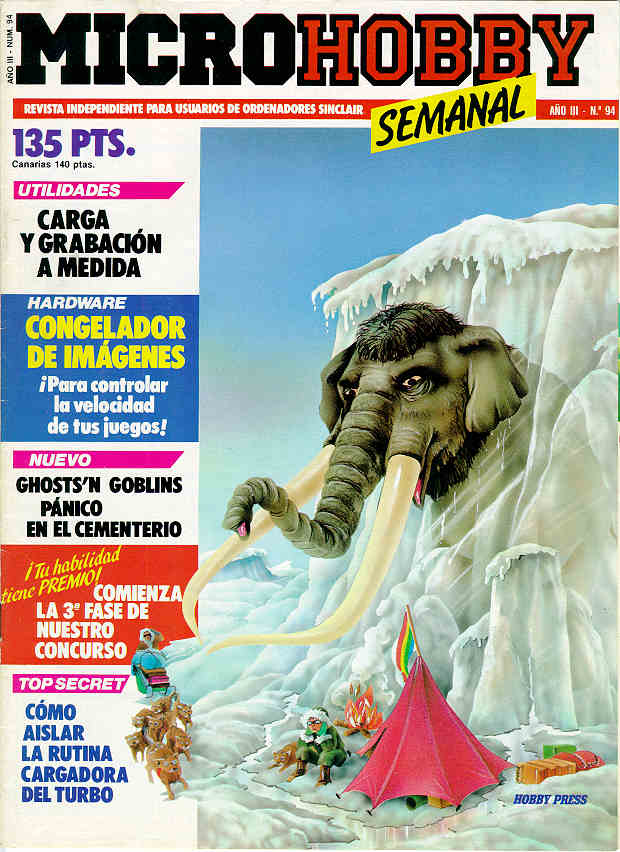 AÑO III - NUM. 94
MICROHOBBY
SEMANAL
REVISTA INDEPENDIENTE PARA USUARIOS DE ORDENADORES SINCLAIR
AÑO III - N.º 94
135 PTS.
Canarias 140 ptas.
UTILIDADES
CARGA
Y GRABACIÓN
A MEDIDA
HARDWARE
CONGELADOR
DE IMÁGENES
¡Para controlar
la velocidad
de tus juegos!
NUEVO
GHOSTS'N GOBLINS
PÁNICO
EN EL CEMENTERIO
¡Tu habilidad
tiene PREMIO!
COMIENZA
LA 3ª FASE DE
NUESTRO
CONCURSO
TOP SECRET
CÓMO
AISLAR
LA RUTINA
CARGADORA
DEL TURBO
HOBBY PRESS